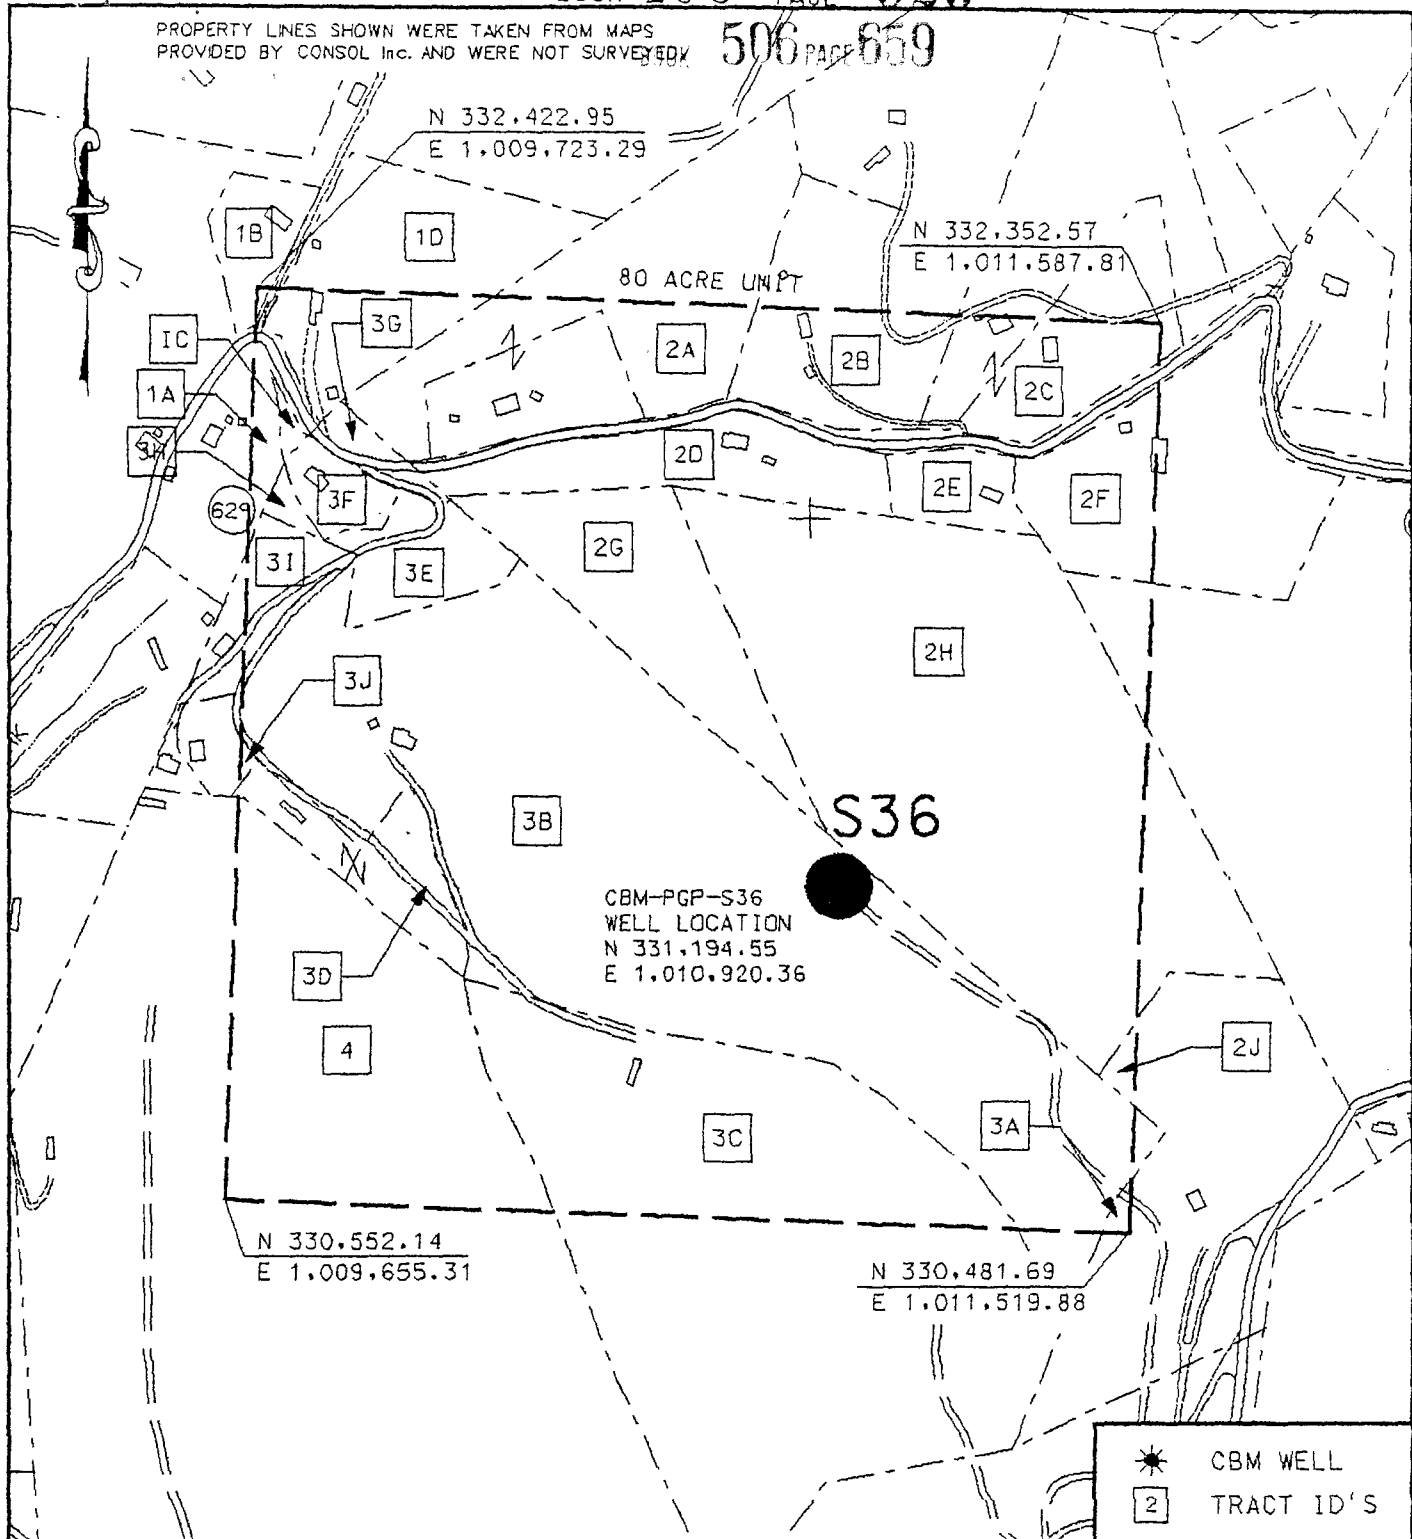 PROPERTY LINES SHOWN WERE TAKEN FROM MAPS
PROVIDED BY CONSOL Inc. AND WERE NOT SURVEYED
506 PAGE 659
N 332,422.95
E 1,009,723.29
1B
1D
N 332,352.57
E 1,011,587.81
80 ACRE UNIT
3G
1C
2A
2B
2C
1A
3H
2D
2E
2F
3F
629
2G
3I
3E
2H
3J
S36
3B
CBM-PGP-S36
WELL LOCATION
N 331,194.55
E 1,010,920.36
3D
4
2J
3A
3C
N 330,552.14
E 1,009,655.31
N 330,481.69
E 1,011,519.88
CBM WELL
2 TRACT ID'S